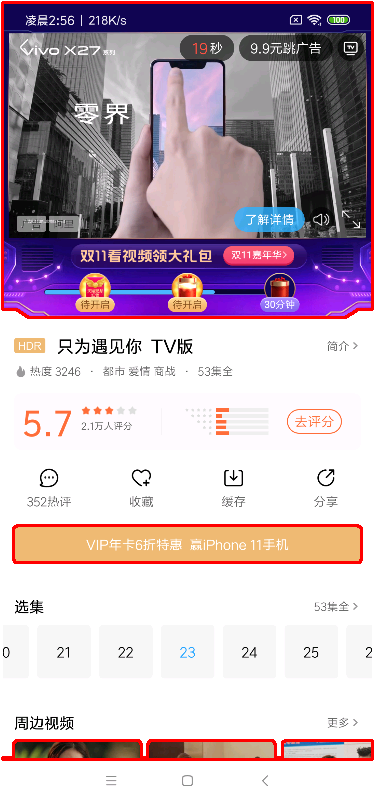 凌晨2:56 | 218K/s
100
vivo X27 系列
19 秒
9.9元跳广告
TV
零界
广告
阿里
了解详情
双11看视频领大礼包
双11嘉年华>
待开启
待开启
30分钟
HDR
只为遇见你 TV版
简介 >
热度 3246 · 都市 爱情 商战 · 53集全
5.7
2.1万人评分
去评分
352热评
收藏
缓存
分享
VIP年卡6折特惠 赢iPhone 11手机
选集
53集全 >
0
21
22
23
24
25
2
周边视频
更多 >